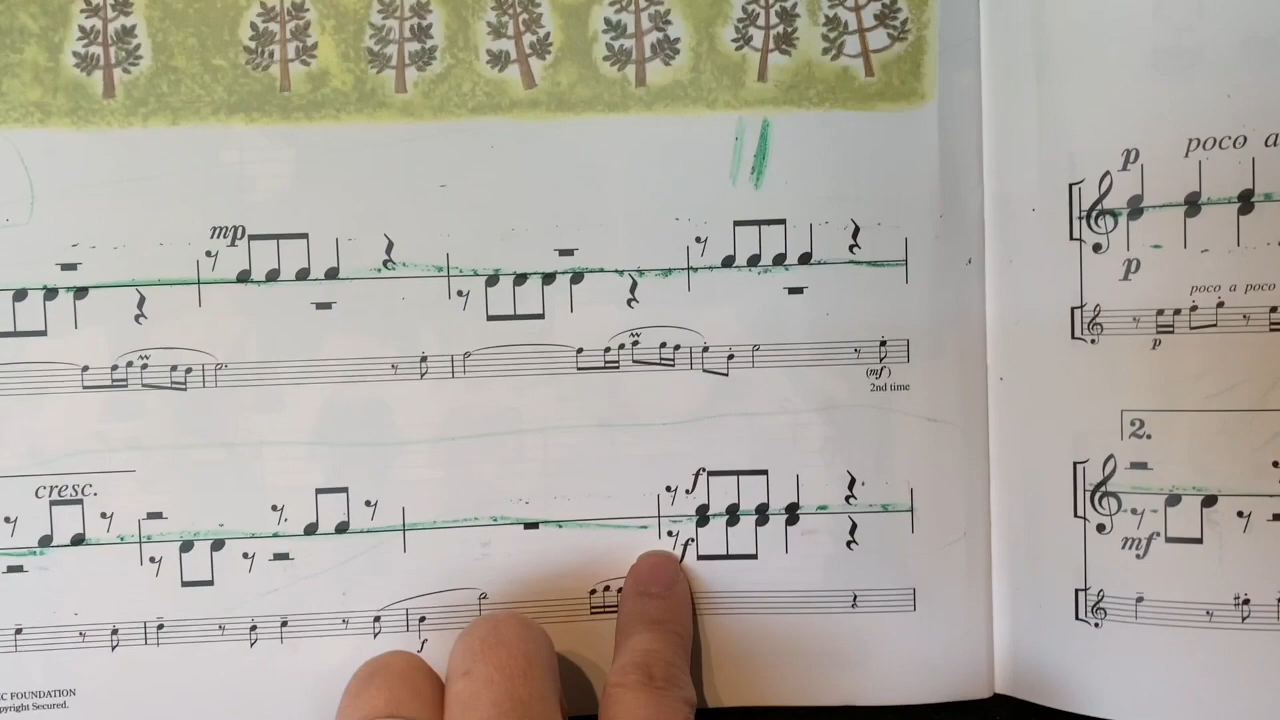 mp
(mf)
2nd time
cresc.
f
f
f
C FOUNDATION
pyright Secured.
p
poco a
p
poco a poco
p
2.
mf